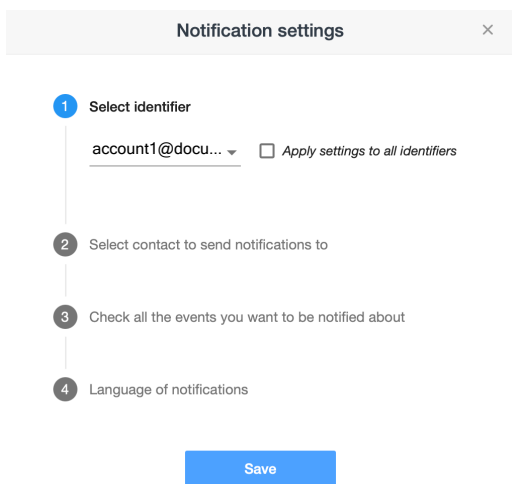 Notification settings
1 Select identifier
account1@docu... Apply settings to all identifiers
2 Select contact to send notifications to
3 Check all the events you want to be notified about
4 Language of notifications
Save